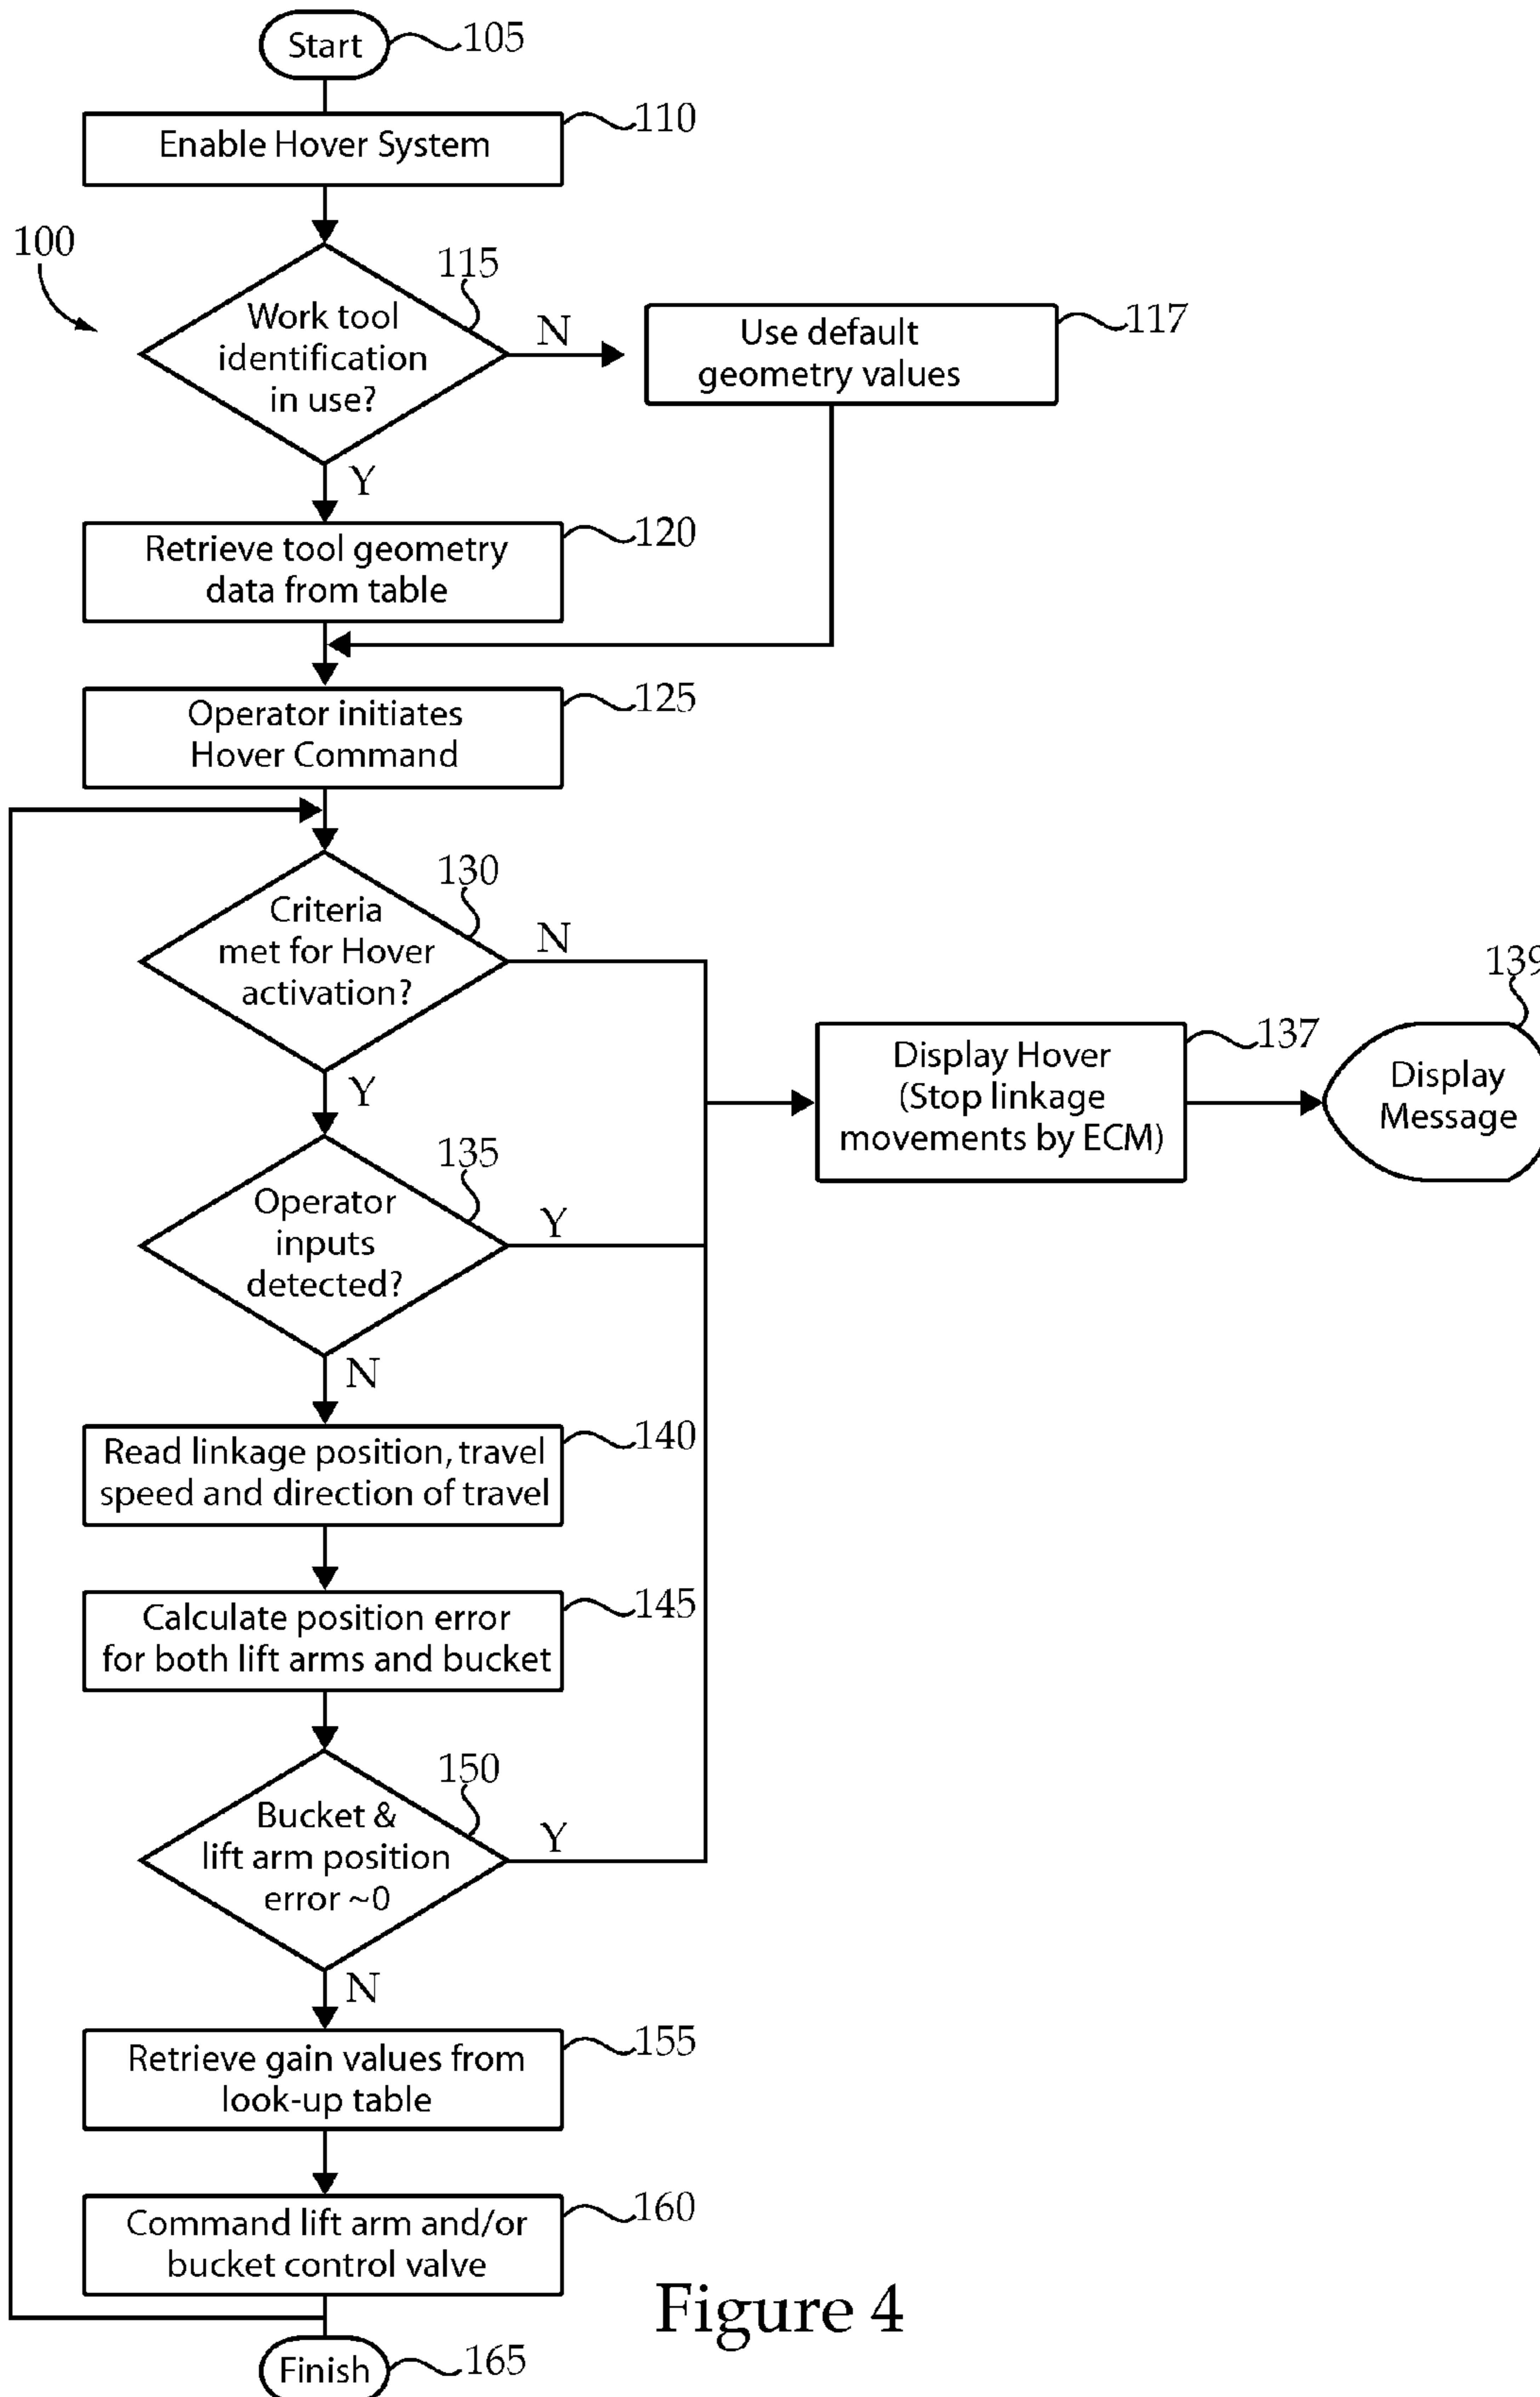 Start
105
Enable Hover System
110
100
115
Work tool
identification
in use?
N
Use default
geometry values
117
Y
Retrieve tool geometry
data from table
120
Operator initiates
Hover Command
125
130
Criteria
met for Hover
activation?
N
Y
Display Hover
(Stop linkage
movements by ECM)
137
139
Display
Message
135
Operator
inputs
detected?
Y
N
Read linkage position, travel
speed and direction of travel
140
Calculate position error
for both lift arms and bucket
145
150
Bucket &
lift arm position
error ~0
Y
N
Retrieve gain values from
look-up table
155
Command lift arm and/or
bucket control valve
160
Finish
165
Figure 4